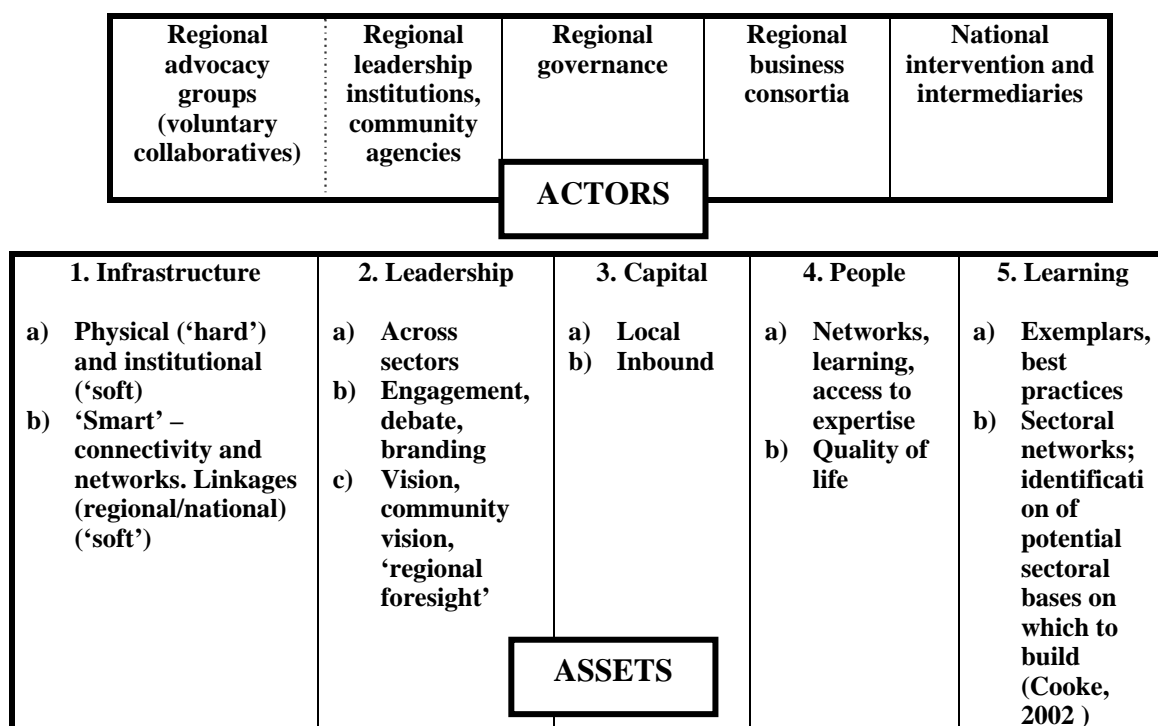 Regional
advocacy
groups
(voluntary
collaboratives)
Regional
leadership
institutions,
community
agencies
Regional
governance
Regional
business
consortia
National
intervention and
intermediaries
ACTORS
1. Infrastructure
a) Physical (‘hard’)
and institutional
(‘soft)
b) ‘Smart’ –
connectivity and
networks. Linkages
(regional/national)
(‘soft’)
2. Leadership
a) Across
sectors
b) Engagement,
debate,
branding
c) Vision,
community
vision,
‘regional
foresight’
3. Capital
a) Local
b) Inbound
4. People
a) Networks,
learning,
access to
expertise
b) Quality of
life
5. Learning
a) Exemplars,
best
practices
b) Sectoral
networks;
identificati
on of
potential
sectoral
bases on
which to
build
(Cooke,
2002 )
ASSETS